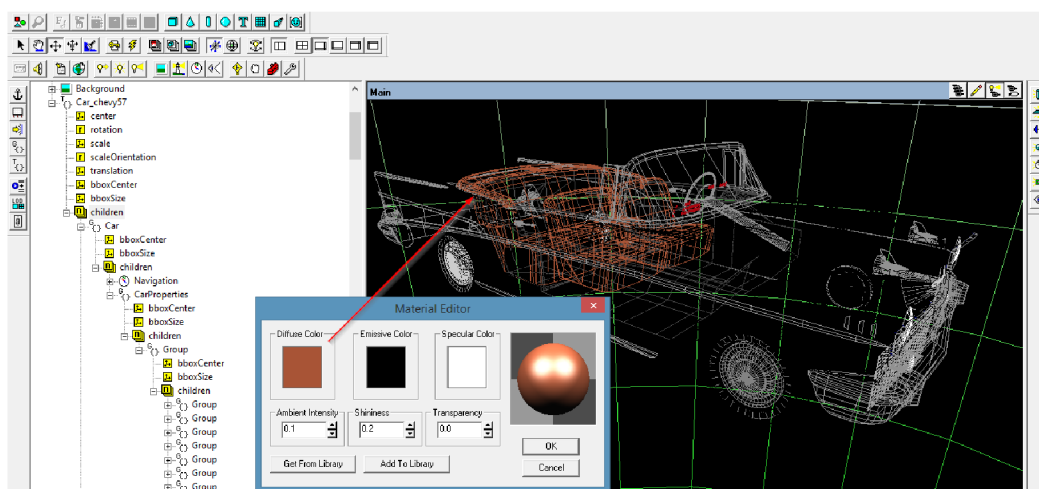 Background
Car_chevy57
center
rotation
scale
scaleOrientation
translation
bboxCenter
bboxSize
children
Car
bboxCenter
bboxSize
children
Navigation
CarProperties
bboxCenter
bboxSize
children
Group
bboxCenter
bboxSize
children
Group
Group
Group
Group
Group
Group
Group
Main
Material Editor
Diffuse Color
Emissive Color
Specular Color
Ambient Intensity
Shininess
Transparency
0.1
0.2
0.0
OK
Get From Library
Add To Library
Cancel